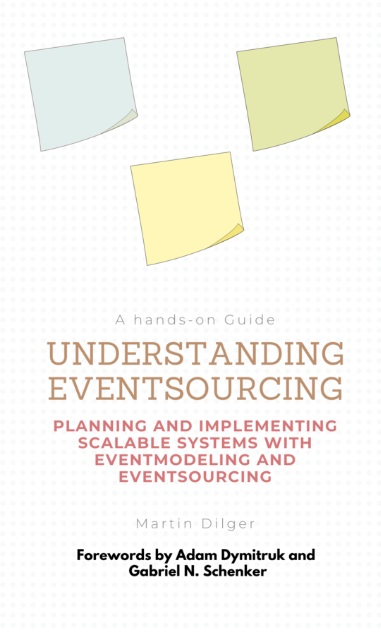 A hands-on Guide
UNDERSTANDING
EVENTSOURCING
PLANNING AND IMPLEMENTING
SCALABLE SYSTEMS WITH
EVENTMODELING AND
EVENTSOURCING
Martin Dilger
Forewords by Adam Dymitruk and
Gabriel N. Schenker